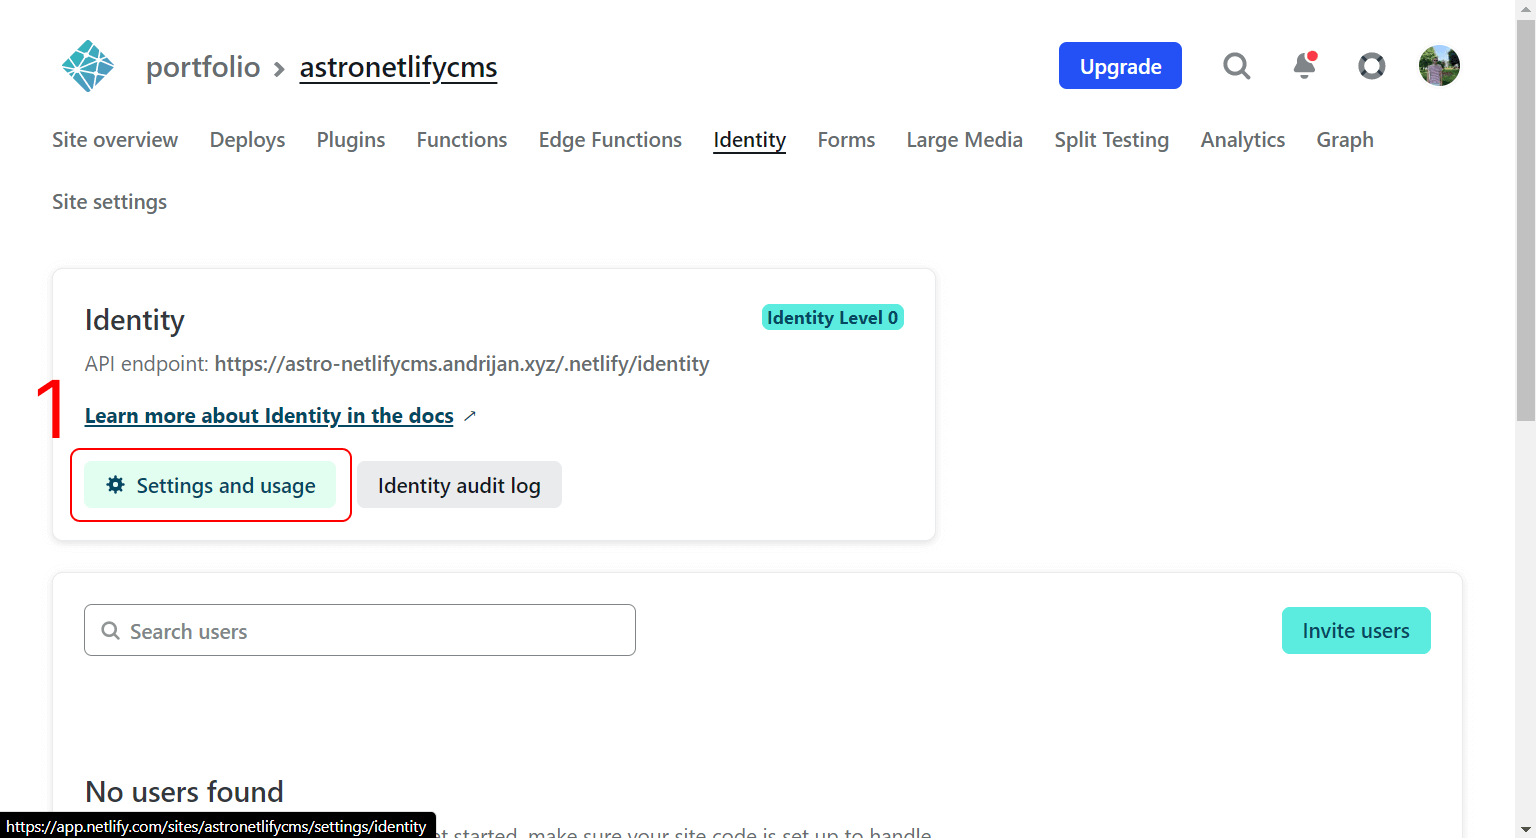 portfolio > astronetlifycms
Upgrade
Site overview Deploys Plugins Functions Edge Functions Identity Forms Large Media Split Testing Analytics Graph
Site settings
Identity
Identity Level 0
API endpoint: https://astro-netlifycms.andrijan.xyz/.netlify/identity
1
Learn more about Identity in the docs ↗
Settings and usage
Identity audit log
Search users
Invite users
No users found
et started, make sure your site code is set up to handle
https://app.netlify.com/sites/astronetlifycms/settings/identity